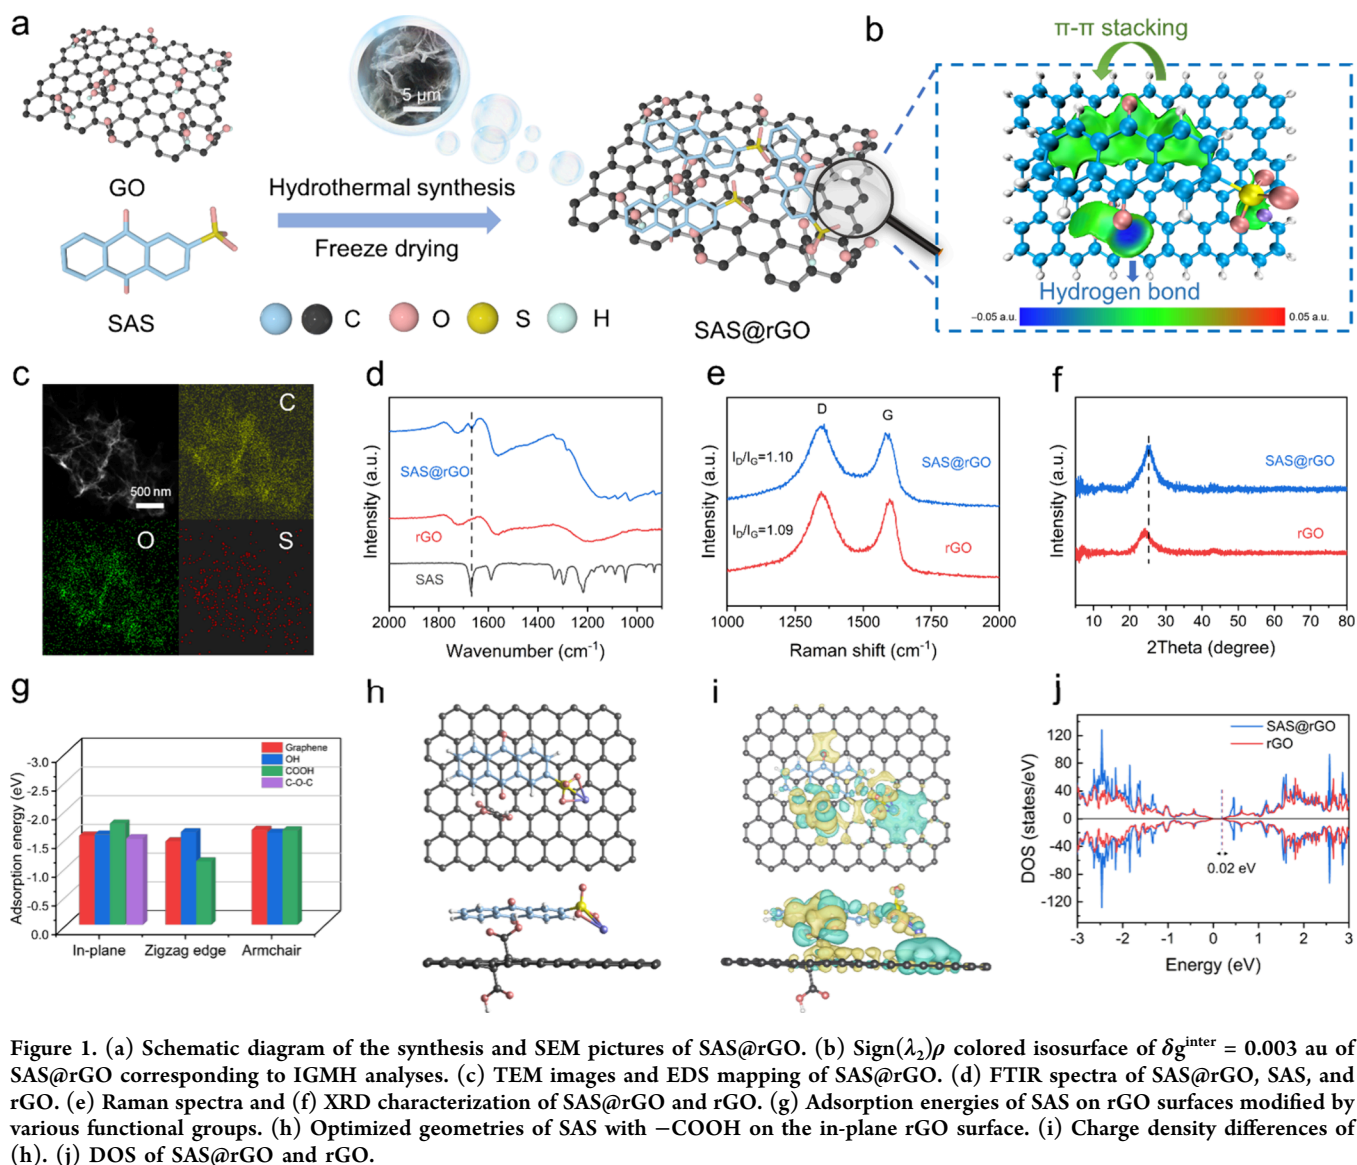 a
GO
SAS
5 μm
Hydrothermal synthesis
Freeze drying
C O S H
SAS@rGO
b
π-π stacking
Hydrogen bond
−0.05 a.u. 0.05 a.u.
c
C
500 nm
O
S
d
Intensity (a.u.)
SAS@rGO
rGO
SAS
2000 1800 1600 1400 1200 1000
Wavenumber (cm⁻¹)
e
Intensity (a.u.)
D G
I_D/I_G=1.10
SAS@rGO
I_D/I_G=1.09
rGO
1000 1250 1500 1750 2000
Raman shift (cm⁻¹)
f
Intensity (a.u.)
SAS@rGO
rGO
10 20 30 40 50 60 70 80
2Theta (degree)
g
Adsorption energy (eV)
-3.0
-2.5
-2.0
-1.5
-1.0
-0.5
0.0
Graphene
OH
COOH
C-O-C
In-plane Zigzag edge Armchair
h
i
j
DOS (states/eV)
120
80
40
0
-40
-80
-120
SAS@rGO
rGO
0.02 eV
-3 -2 -1 0 1 2 3
Energy (eV)
Figure 1. (a) Schematic diagram of the synthesis and SEM pictures of SAS@rGO. (b) Sign(λ₂)ρ colored isosurface of δg^inter = 0.003 au of
SAS@rGO corresponding to IGMH analyses. (c) TEM images and EDS mapping of SAS@rGO. (d) FTIR spectra of SAS@rGO, SAS, and
rGO. (e) Raman spectra and (f) XRD characterization of SAS@rGO and rGO. (g) Adsorption energies of SAS on rGO surfaces modified by
various functional groups. (h) Optimized geometries of SAS with −COOH on the in-plane rGO surface. (i) Charge density differences of
(h). (j) DOS of SAS@rGO and rGO.